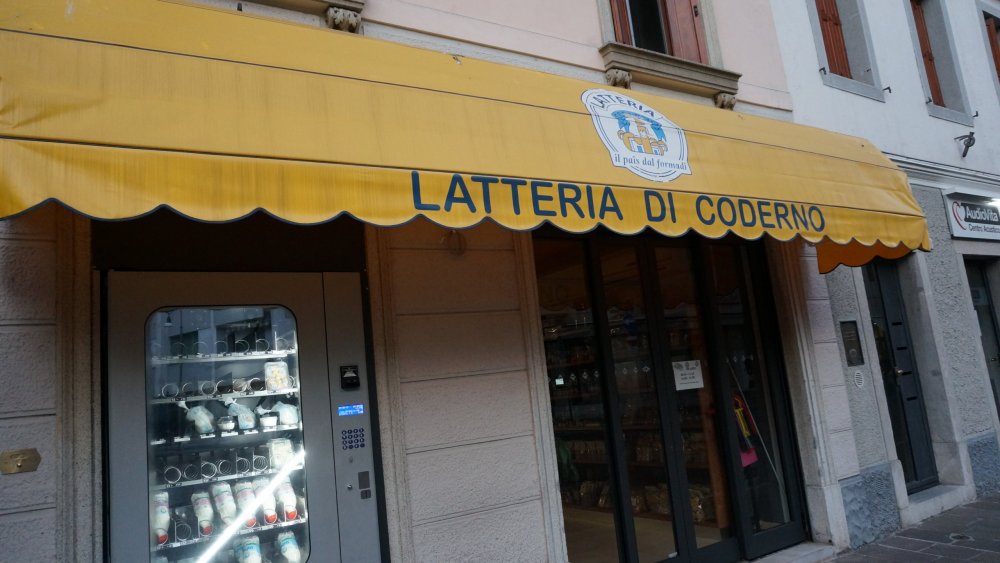 LATTERIA
il paîs dal formadi
LATTERIA DI CODERNO
AudioVita
Centro Acustico